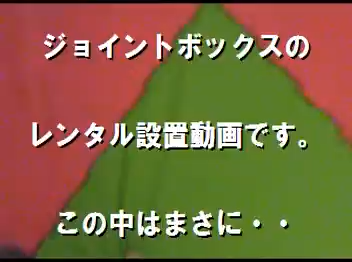 ジョイントボックスの
レンタル設置動画です。
この中はまさに・・